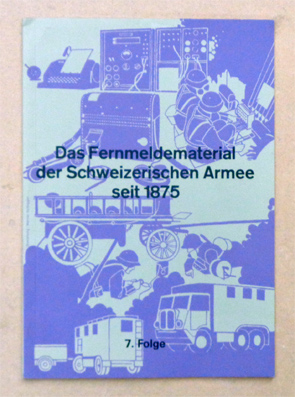 Das Fernmeldematerial
der Schweizerischen Armee
seit 1875
7. Folge